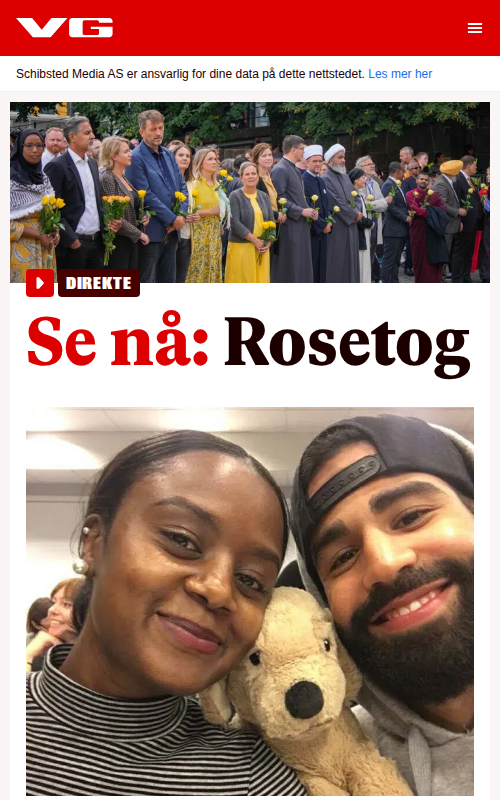 VG
Schibsted Media AS er ansvarlig for dine data på dette nettstedet. Les mer her
DIREKTE
Se nå: Rosetog